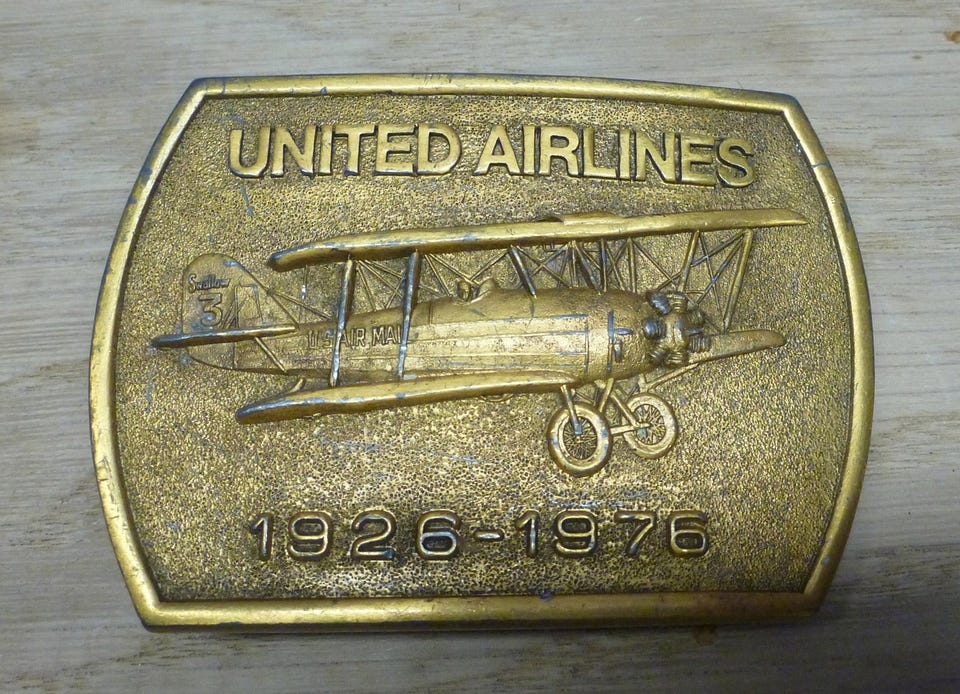 UNITED AIRLINES
Swallow
3
U.S. AIR MAIL
1926-1976